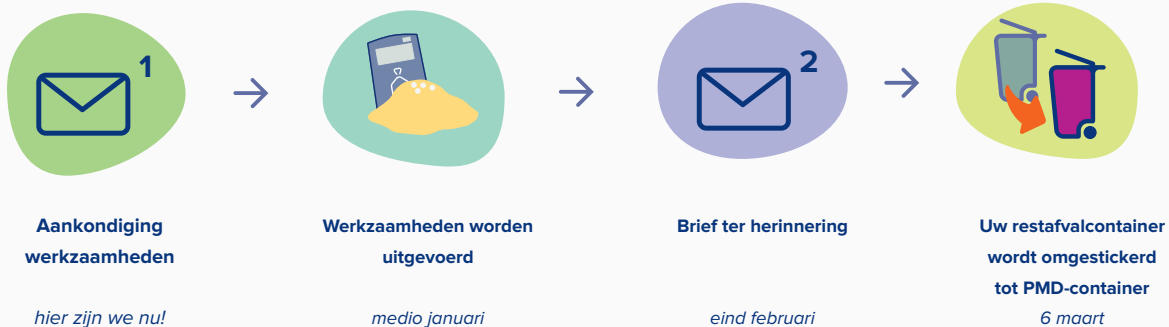 1
2
Aankondiging
werkzaamheden
hier zijn we nu!
Werkzaamheden worden
uitgevoerd
medio januari
Brief ter herinnering
eind februari
Uw restafvalcontainer
wordt omgestickerd
tot PMD-container
6 maart